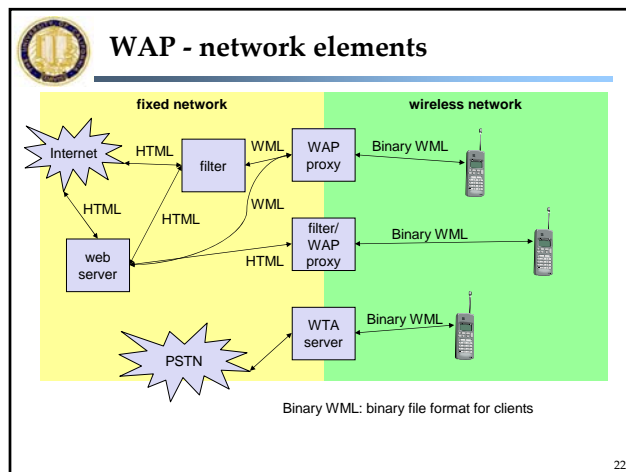 WAP - network elements
fixed network
wireless network
Internet
HTML
filter
WML
WAP
proxy
Binary WML
HTML
HTML
WML
web
server
HTML
filter/
WAP
proxy
Binary WML
WTA
server
Binary WML
PSTN
Binary WML: binary file format for clients
22